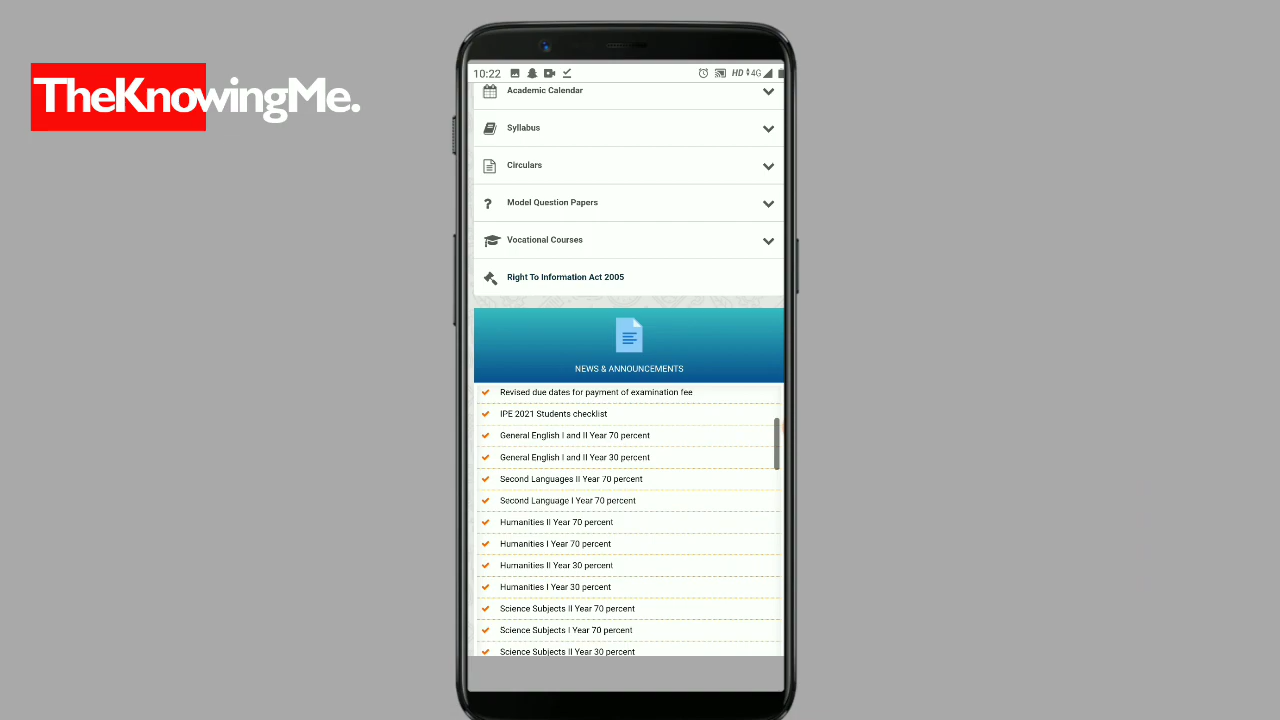 TheKnowingMe.
10:22
HD 4G
Academic Calendar
Syllabus
Circulars
Model Question Papers
Vocational Courses
Right To Information Act 2005
NEWS & ANNOUNCEMENTS
Revised due dates for payment of examination fee
IPE 2021 Students checklist
General English I and II Year 70 percent
General English I and II Year 30 percent
Second Languages II Year 70 percent
Second Language I Year 70 percent
Humanities II Year 70 percent
Humanities I Year 70 percent
Humanities II Year 30 percent
Humanities I Year 30 percent
Science Subjects II Year 70 percent
Science Subjects I Year 70 percent
Science Subjects II Year 30 percent